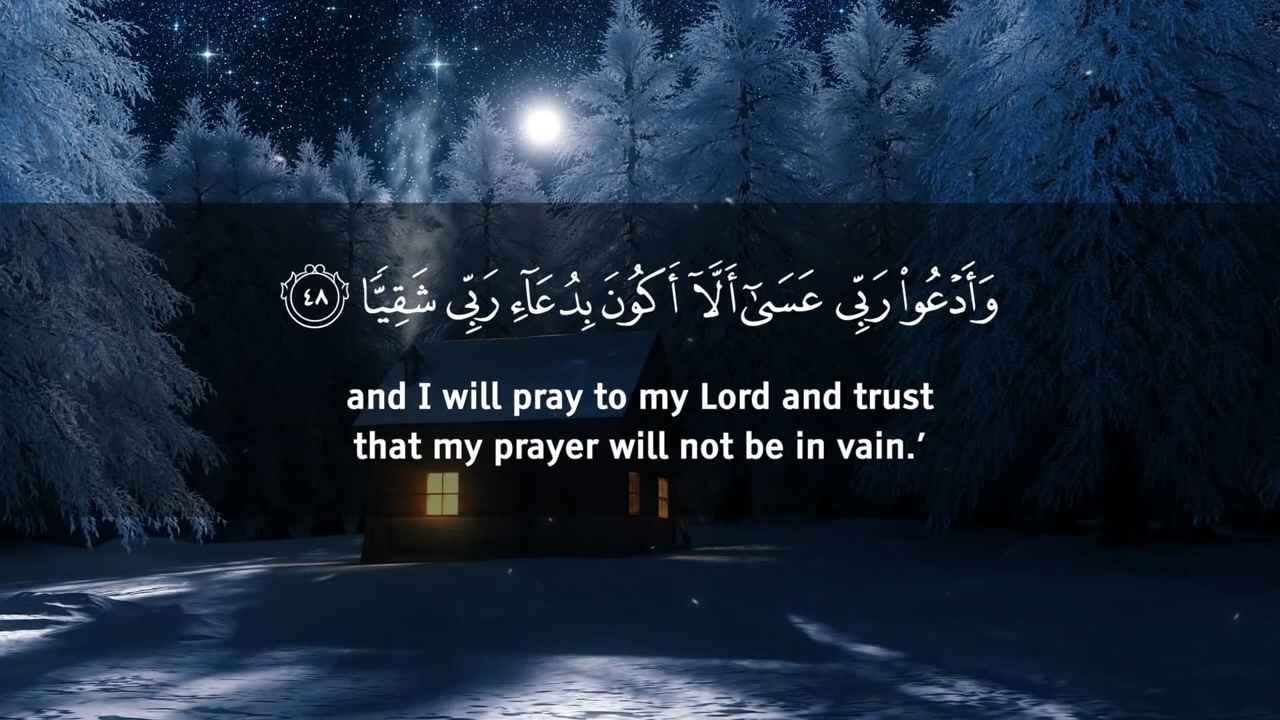 وَأَدْعُوا۟ رَبِّى عَسَىٰٓ أَلَّآ أَكُونَ بِدُعَآءِ رَبِّى شَقِيًّا ٤٨
and I will pray to my Lord and trust
that my prayer will not be in vain.’